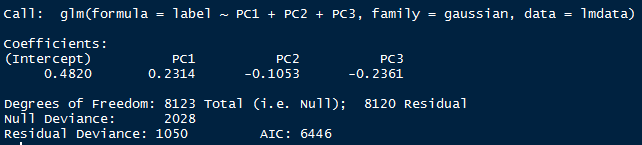 Call:  glm(formula = label ~ PC1 + PC2 + PC3, family = gaussian, data = lmdata)
Coefficients:
(Intercept)          PC1          PC2          PC3
     0.4820       0.2314      -0.1053      -0.2361
Degrees of Freedom: 8123 Total (i.e. Null);  8120 Residual
Null Deviance:      2028
Residual Deviance: 1050        AIC: 6446